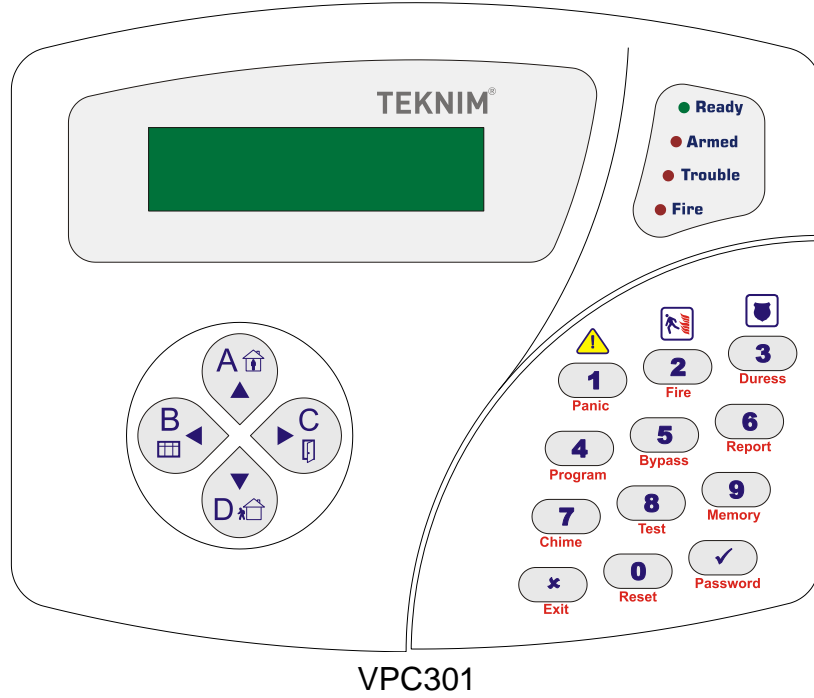 TEKNIM®
Ready
Armed
Trouble
Fire
A
B
C
D
1
Panic
2
Fire
3
Duress
4
Program
5
Bypass
6
Report
7
Chime
8
Test
9
Memory
Exit
0
Reset
Password
VPC301